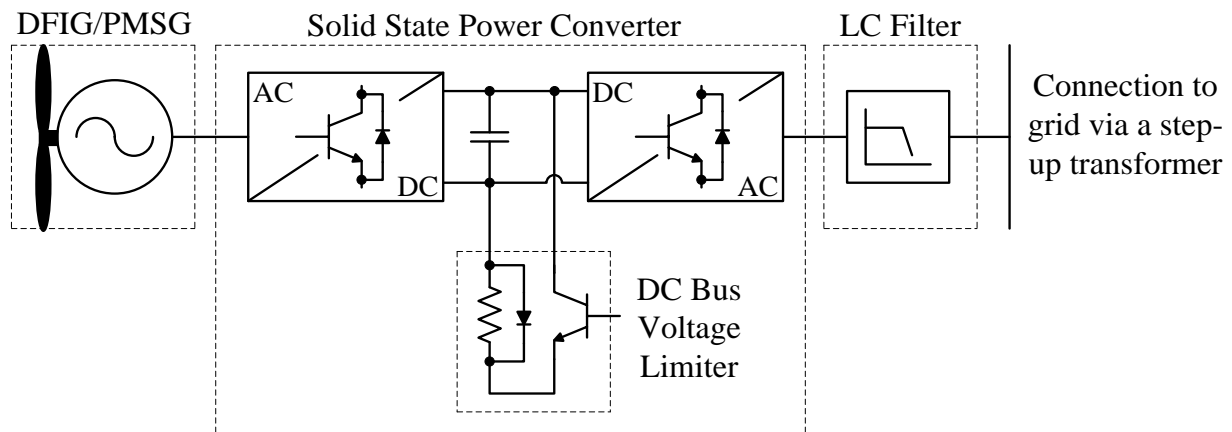 DFIG/PMSG
Solid State Power Converter
LC Filter
AC
DC
DC
AC
Connection to
grid via a step-
up transformer
DC Bus
Voltage
Limiter